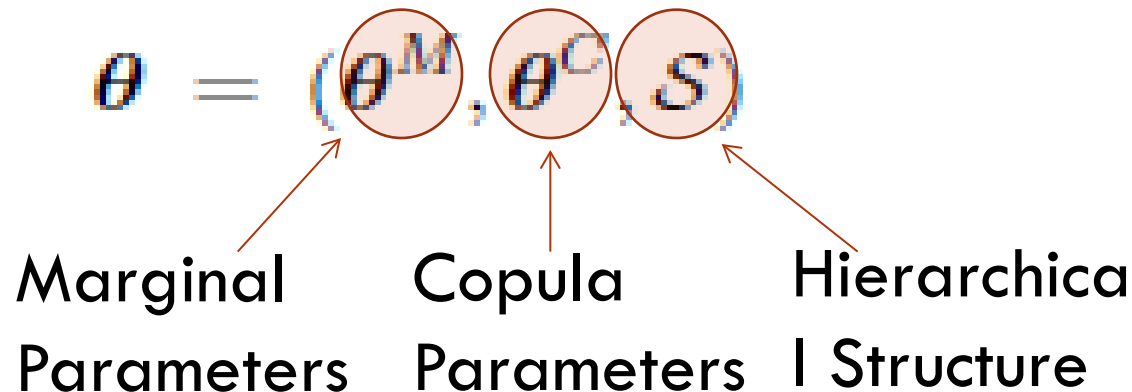 θ = (θ^M, θ^C, S)
Marginal Copula Hierarchica
Parameters Parameters l Structure